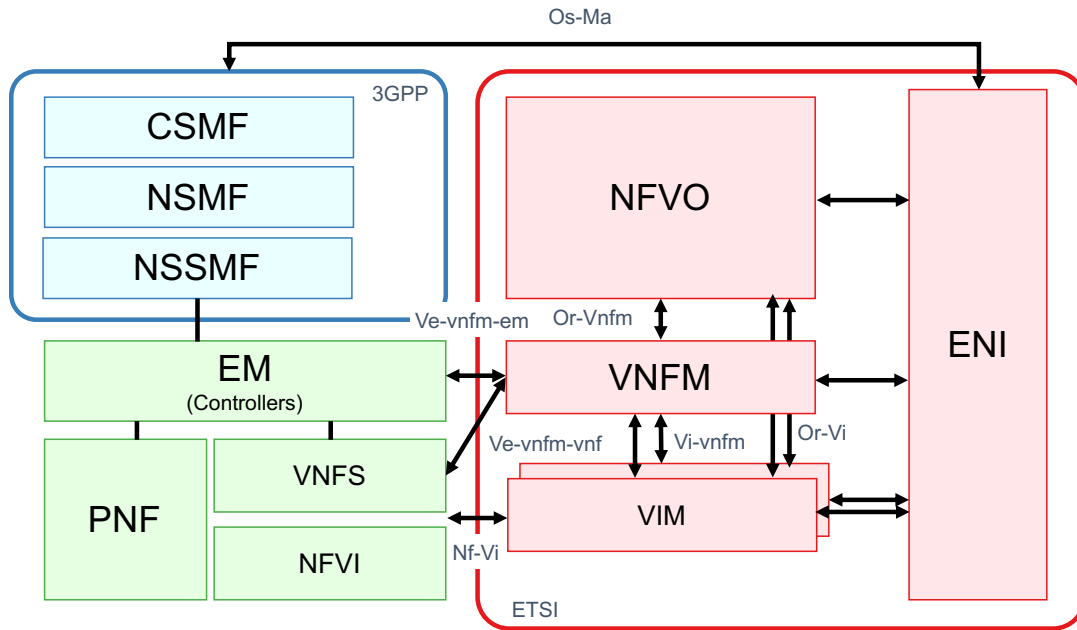 Os-Ma
3GPP
CSMF
NSMF
NSSMF
NFVO
ENI
Ve-vnfm-em
Or-Vnfm
EM
(Controllers)
VNFM
Ve-vnfm-vnf
Vi-vnfm
Or-Vi
VNFS
PNF
VIM
Nf-Vi
NFVI
ETSI